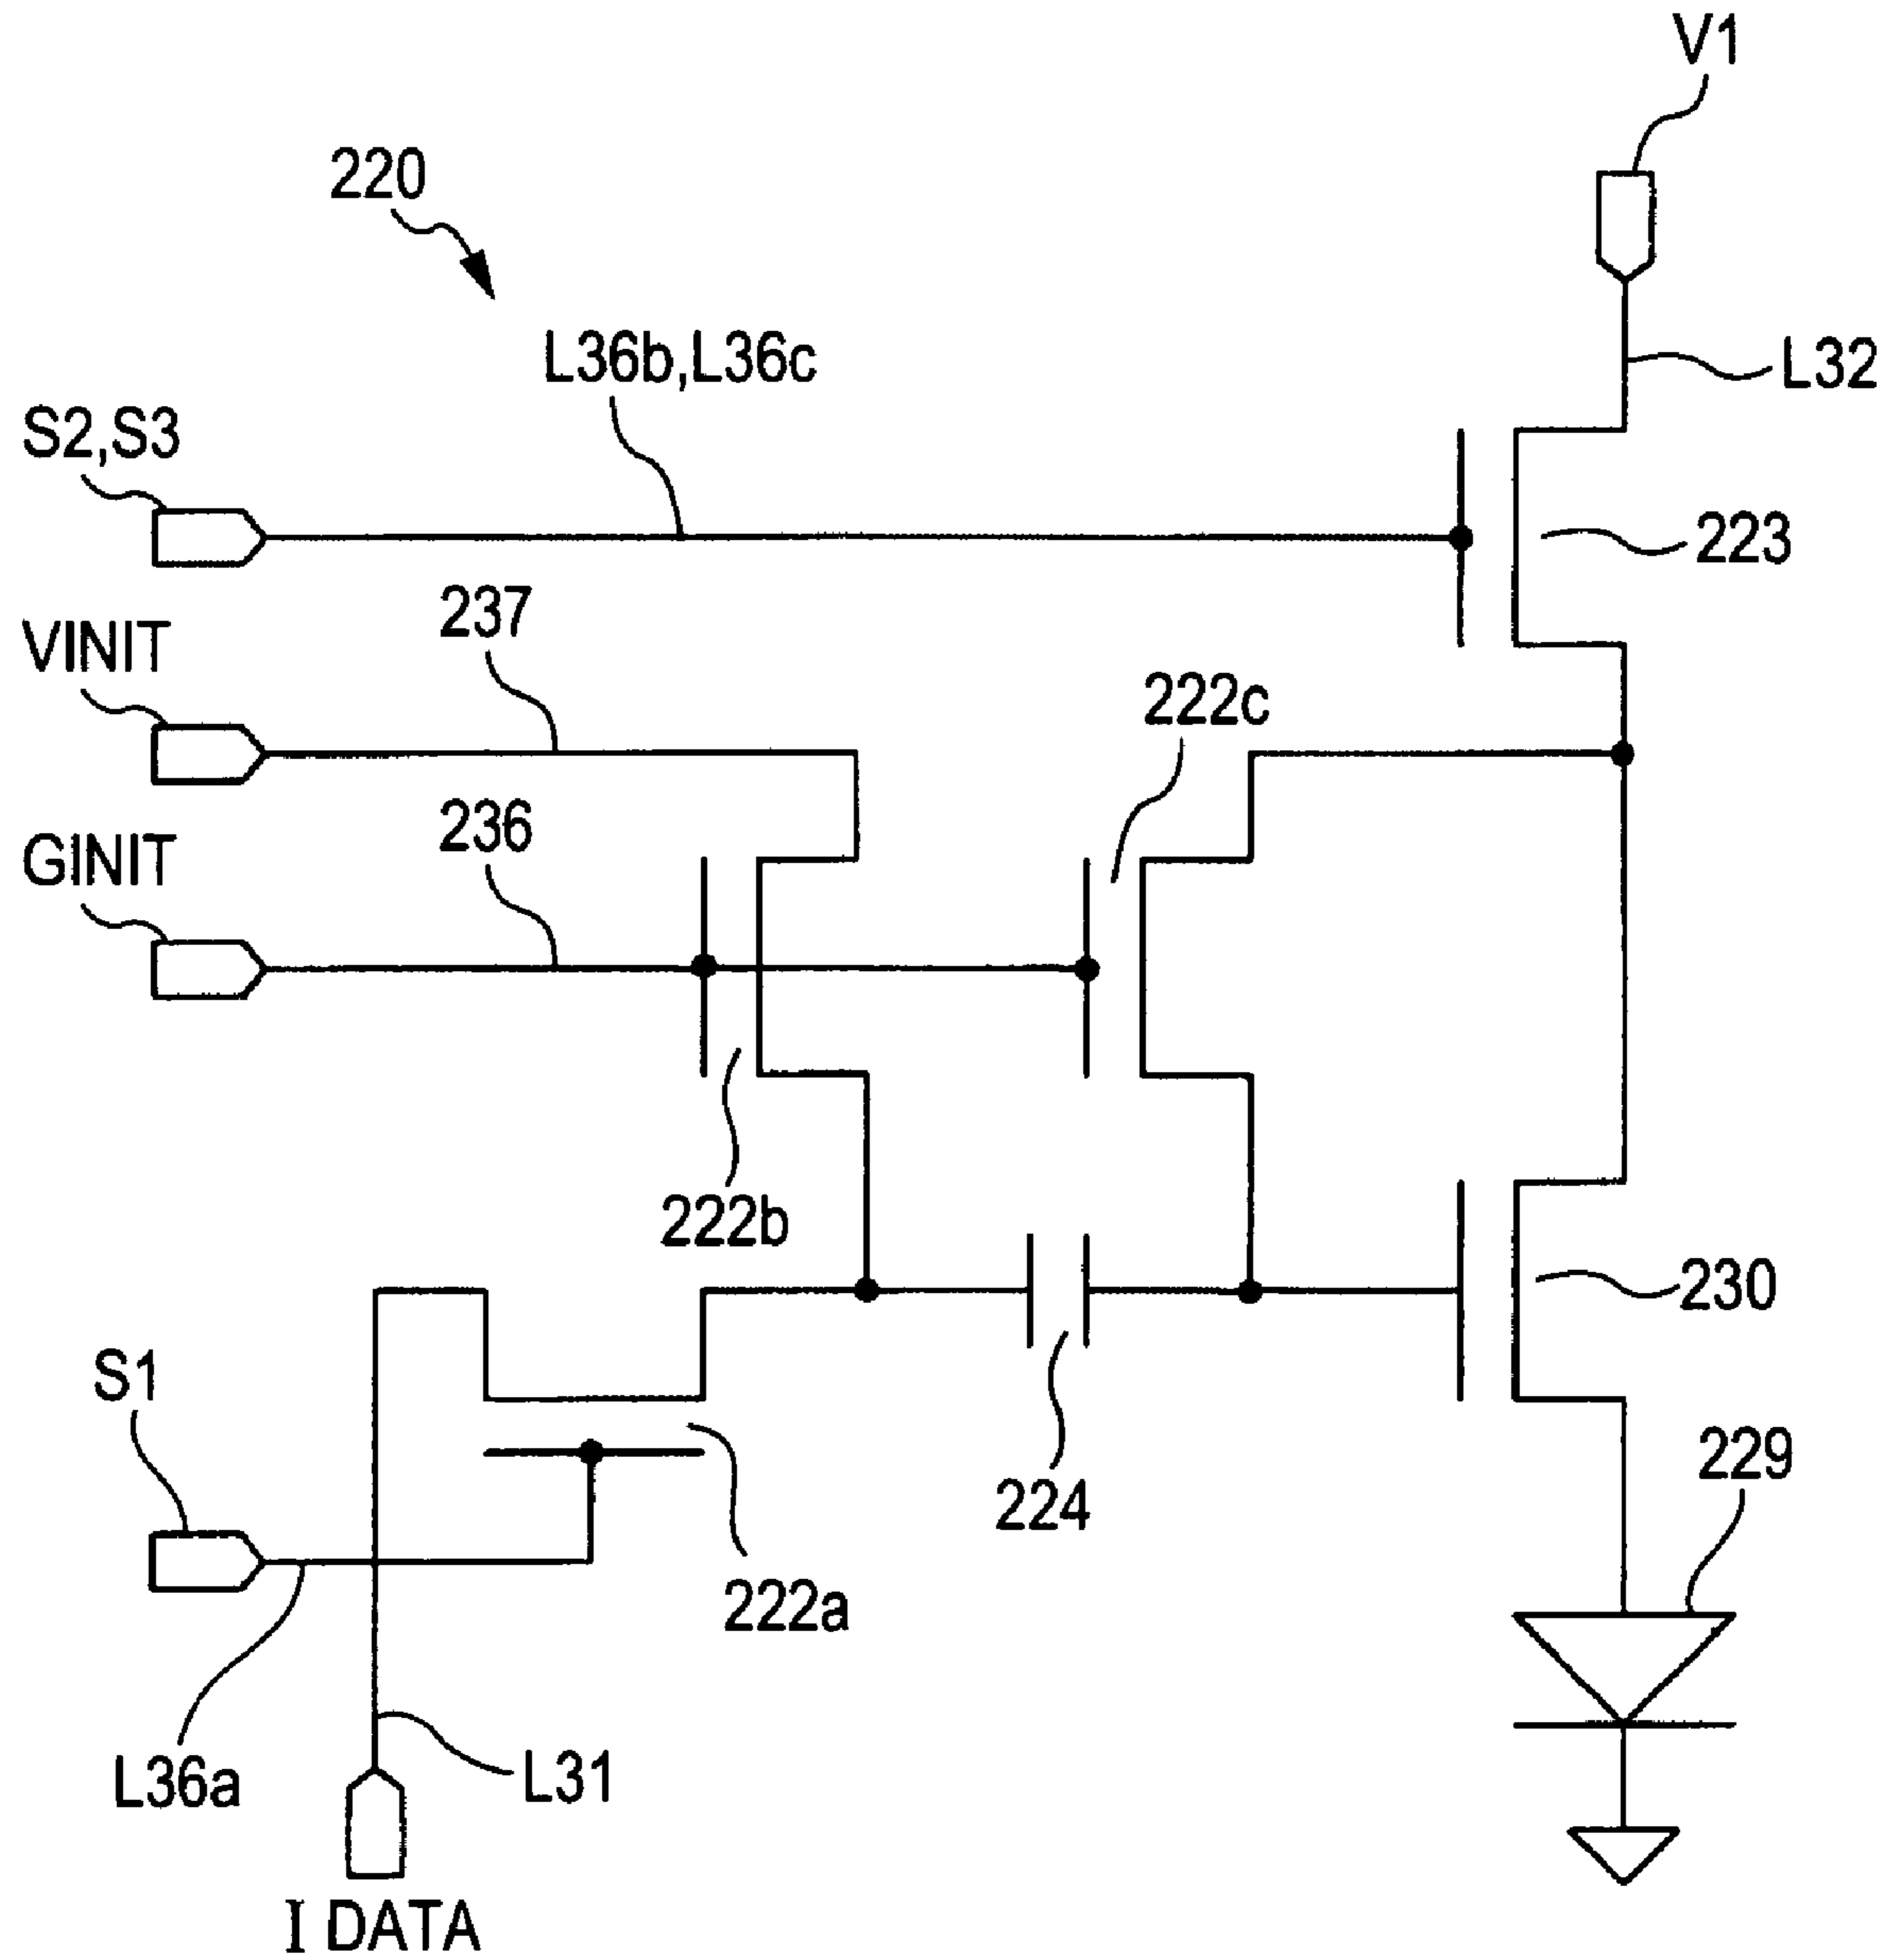 V1
220
L36b,L36c
L32
S2,S3
223
237
VINIT
222c
236
GINIT
222b
230
S1
229
224
222a
L36a
L31
I DATA